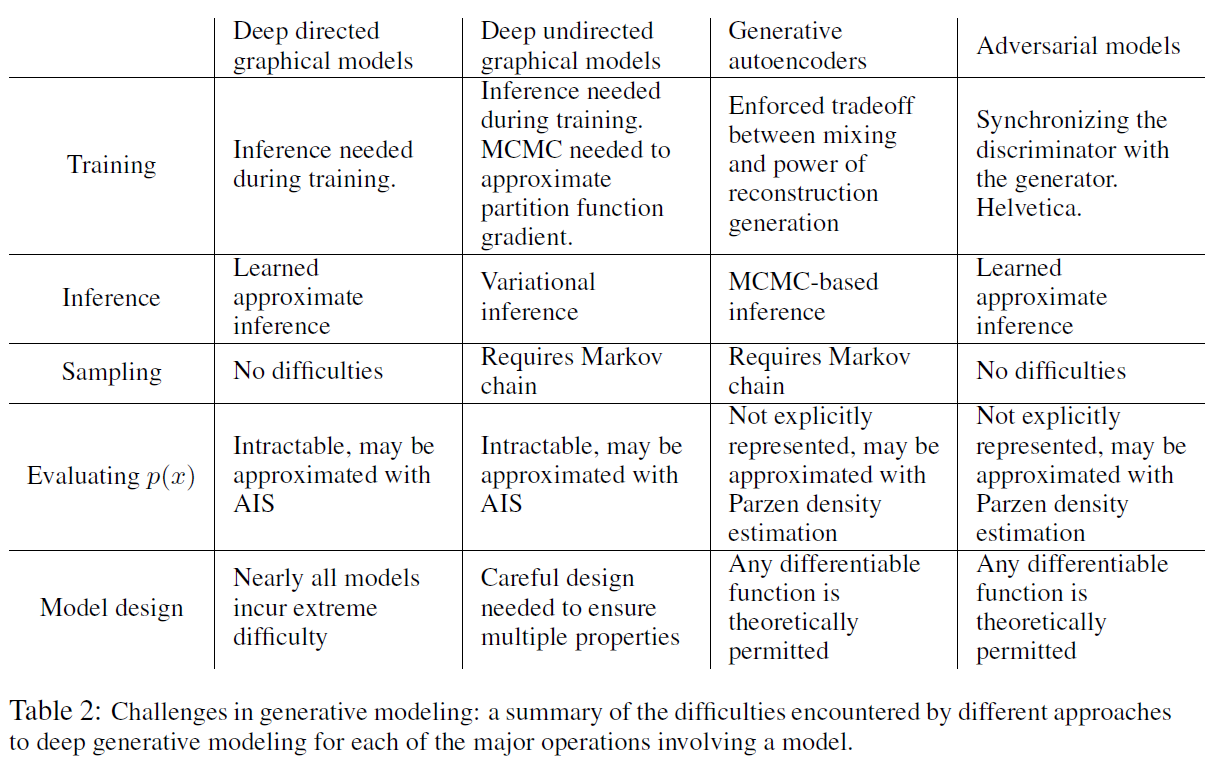 Deep directed
graphical models
Deep undirected
graphical models
Generative
autoencoders
Adversarial models
Training
Inference needed
during training.
Inference needed
during training.
MCMC needed to
approximate
partition function
gradient.
Enforced tradeoff
between mixing
and power of
reconstruction
generation
Synchronizing the
discriminator with
the generator.
Helvetica.
Inference
Learned
approximate
inference
Variational
inference
MCMC-based
inference
Learned
approximate
inference
Sampling
No difficulties
Requires Markov
chain
Requires Markov
chain
No difficulties
Evaluating p(x)
Intractable, may be
approximated with
AIS
Intractable, may be
approximated with
AIS
Not explicitly
represented, may be
approximated with
Parzen density
estimation
Not explicitly
represented, may be
approximated with
Parzen density
estimation
Model design
Nearly all models
incur extreme
difficulty
Careful design
needed to ensure
multiple properties
Any differentiable
function is
theoretically
permitted
Any differentiable
function is
theoretically
permitted
Table 2: Challenges in generative modeling: a summary of the difficulties encountered by different approaches
to deep generative modeling for each of the major operations involving a model.